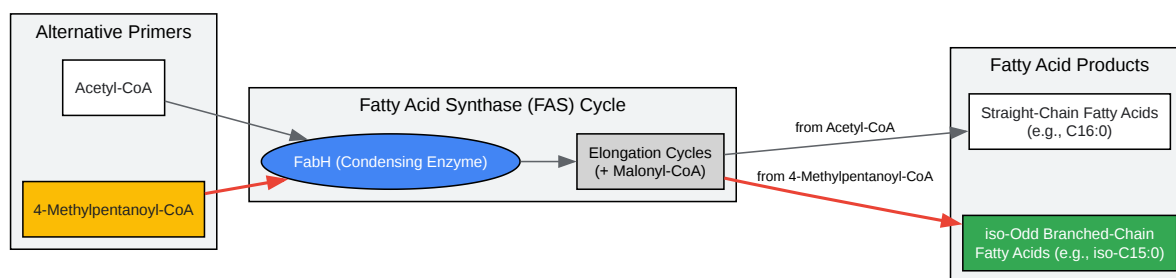 Alternative Primers
Acetyl-CoA
4-Methylpentanoyl-CoA
Fatty Acid Synthase (FAS) Cycle
FabH (Condensing Enzyme)
Elongation Cycles
(+ Malonyl-CoA)
from Acetyl-CoA
from 4-Methylpentanoyl-CoA
Fatty Acid Products
Straight-Chain Fatty Acids
(e.g., C16:0)
iso-Odd Branched-Chain
Fatty Acids (e.g., iso-C15:0)